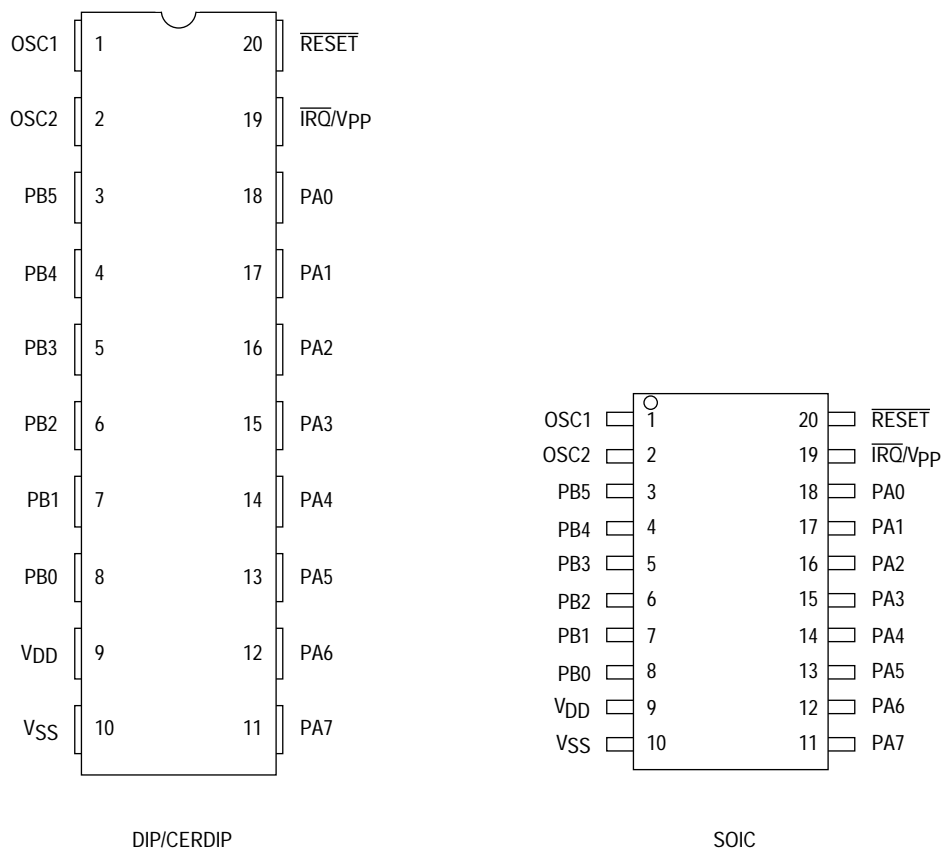 OSC1 1 20 RESET
OSC2 2 19 IRQ/VPP
PB5 3 18 PA0
PB4 4 17 PA1
PB3 5 16 PA2
PB2 6 15 PA3
PB1 7 14 PA4
PB0 8 13 PA5
VDD 9 12 PA6
VSS 10 11 PA7
DIP/CERDIP
OSC1 1 20 RESET
OSC2 2 19 IRQ/VPP
PB5 3 18 PA0
PB4 4 17 PA1
PB3 5 16 PA2
PB2 6 15 PA3
PB1 7 14 PA4
PB0 8 13 PA5
VDD 9 12 PA6
VSS 10 11 PA7
SOIC